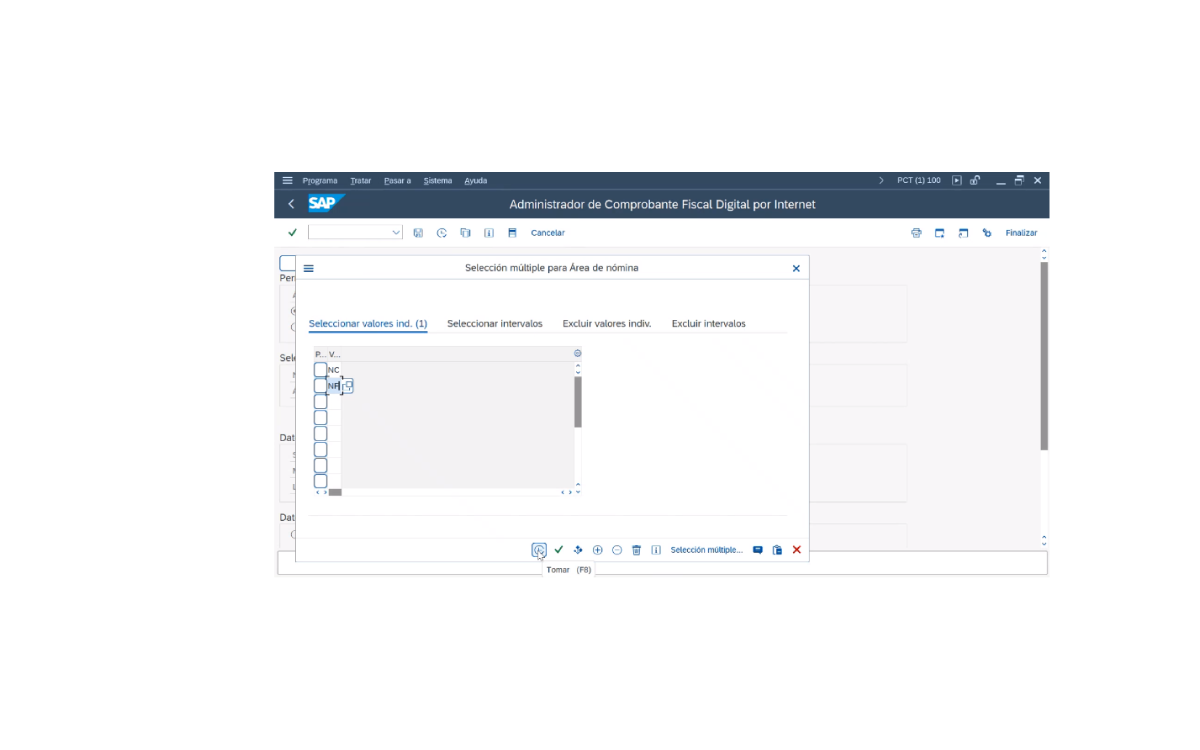 Programa Tratar Pasar a Sistema Ayuda PCT (1) 100
SAP Administrador de Comprobante Fiscal Digital por Internet
Cancelar Finalizar
Selección múltiple para Área de nómina
Per
Seleccionar valores ind. (1) Seleccionar intervalos Excluir valores indiv. Excluir intervalos
P... V...
Sel
NC
Dat
Dat
Selección múltiple...
Tomar (F8)